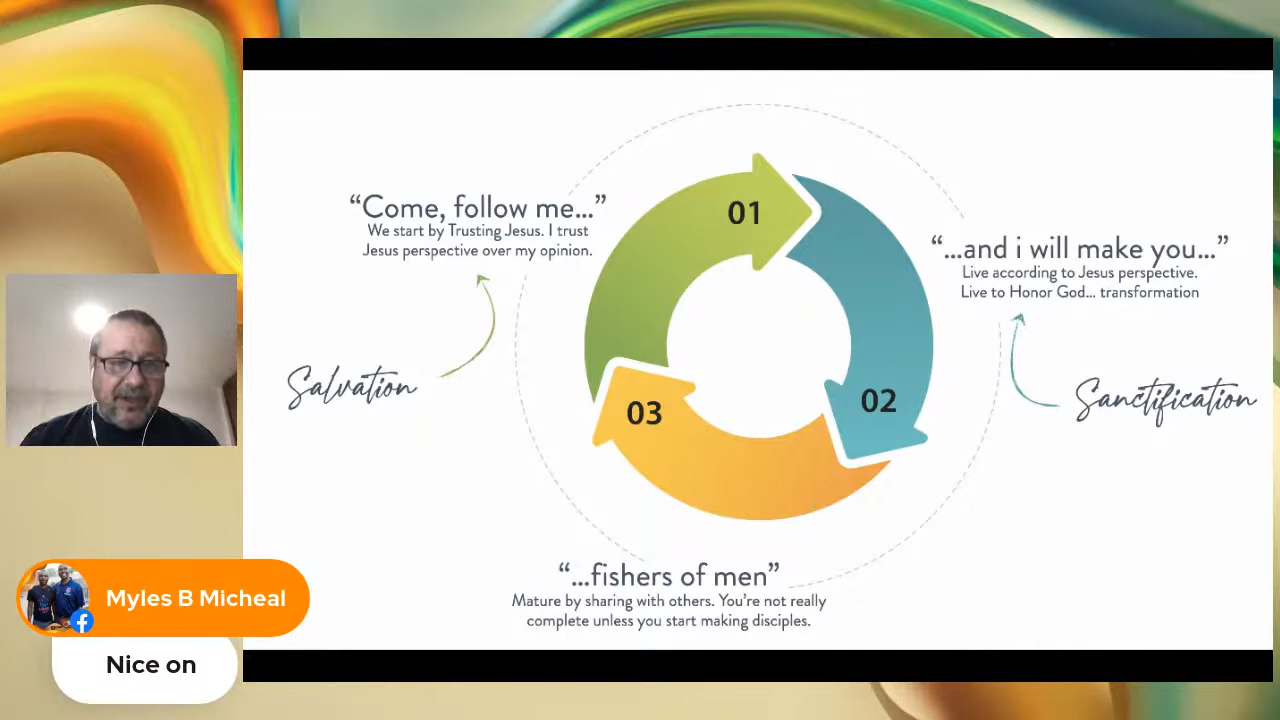 01
“Come, follow me...”
We start by Trusting Jesus. I trust
Jesus perspective over my opinion.
“...and i will make you...”
Live according to Jesus perspective.
Live to Honor God... transformation
Salvation
Sanctification
02
03
“...fishers of men”
Mature by sharing with others. You’re not really
complete unless you start making disciples.
Myles B Micheal
Nice on